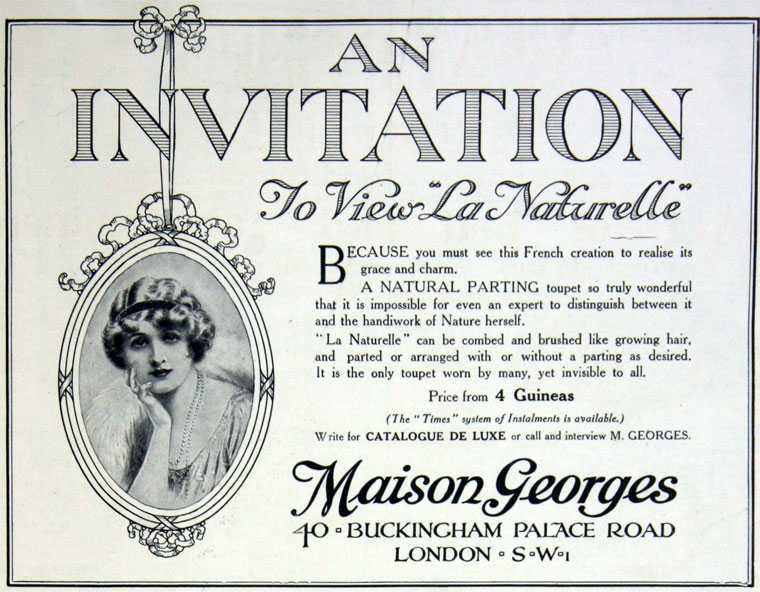 AN
INVITATION
To View "La Naturelle"
BECAUSE you must see this French creation to realise its
grace and charm.
A NATURAL PARTING toupet so truly wonderful
that it is impossible for even an expert to distinguish between it
and the handiwork of Nature herself.
"La Naturelle" can be combed and brushed like growing hair,
and parted or arranged with or without a parting as desired.
It is the only toupet worn by many, yet invisible to all.
Price from 4 Guineas
(The "Times" system of Instalments is available.)
Write for CATALOGUE DE LUXE or call and interview M. GEORGES.
Maison Georges
40 BUCKINGHAM PALACE ROAD
LONDON S W 1